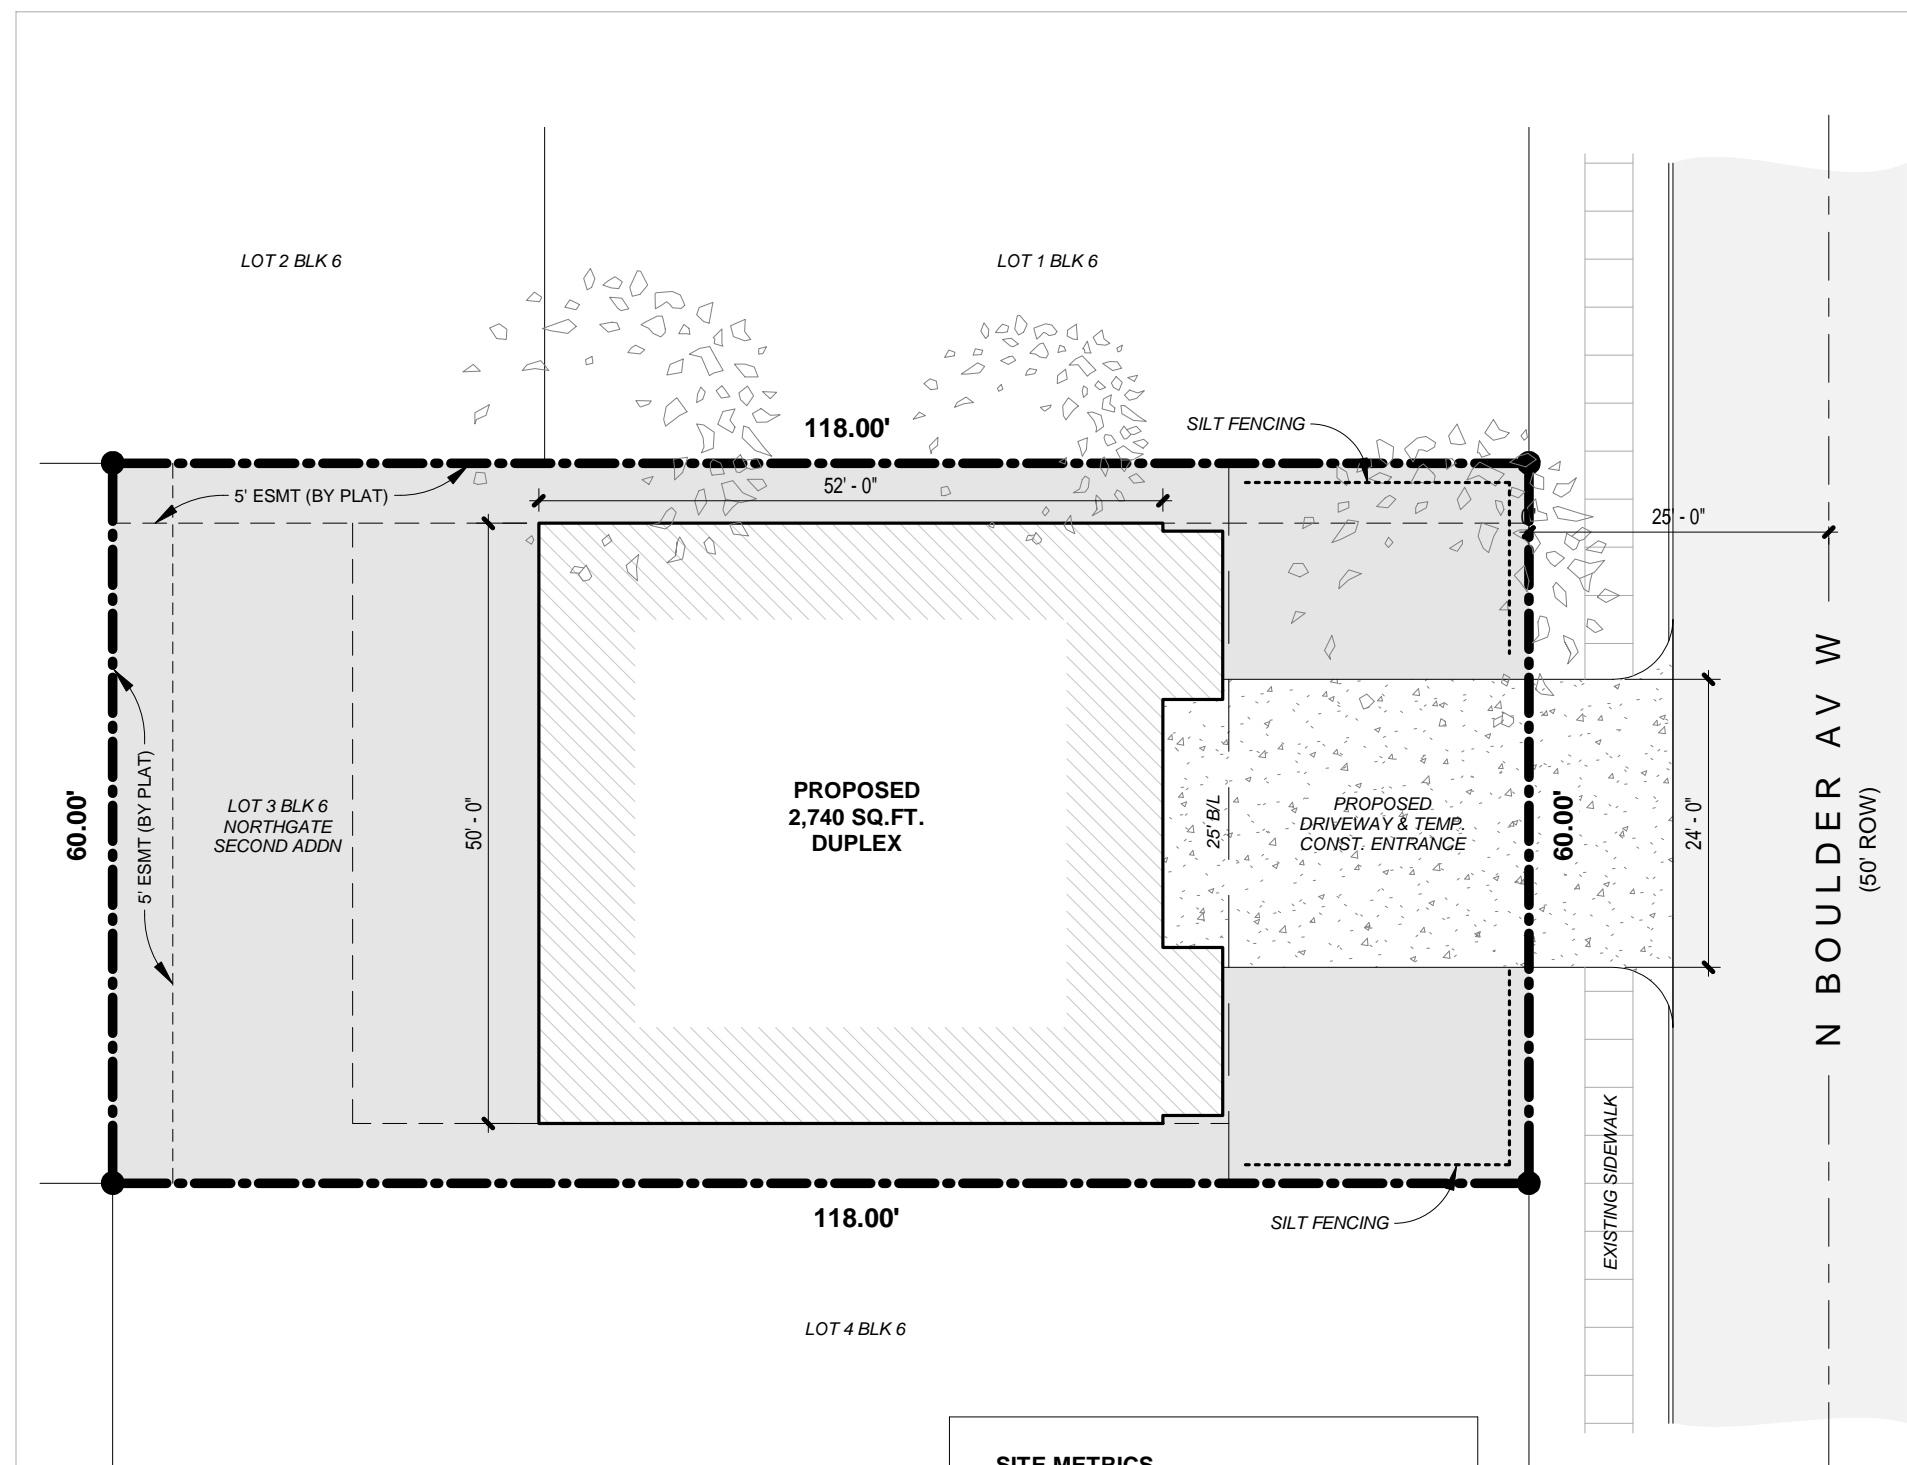 LOT 2 BLK 6
LOT 1 BLK 6
118.00'
SILT FENCING
5' ESMT (BY PLAT)
52' - 0"
25' - 0"
60.00'
5' ESMT (BY PLAT)
LOT 3 BLK 6
NORTHGATE
SECOND ADDN
50' - 0"
PROPOSED
2,740 SQ.FT.
DUPLEX
25' B/L
PROPOSED
DRIVEWAY & TEMP.
CONST. ENTRANCE
60.00'
24' - 0"
N BOULDER AV W
(50' ROW)
EXISTING SIDEWALK
118.00'
SILT FENCING
LOT 4 BLK 6
SITE METRICS